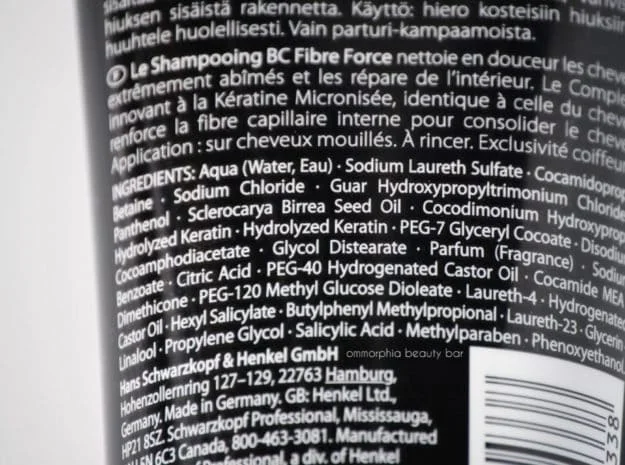 hiuksen sisäistä rakennetta. Käyttö: hiero kosteisiin hiuksiin
huuhtele huolellisesti. Vain parturi-kampaamoista.
F Le Shampooing BC Fibre Force nettoie en douceur les cheve
extrêmement abîmés et les répare de l'intérieur. Le Comple
innovant à la Kératine Micronisée, identique à celle du cheve
renforce la fibre capillaire interne pour consolider le cheve
Application : sur cheveux mouillés. À rincer. Exclusivité coiffeur
INGREDIENTS: Aqua (Water, Eau) · Sodium Laureth Sulfate · Cocamidoprop
Betaine · Sodium Chloride · Guar Hydroxypropyltrimonium Chloride
Panthenol · Sclerocarya Birrea Seed Oil · Cocodimonium Hydroxyprop
Hydrolyzed Keratin · Hydrolyzed Keratin · PEG-7 Glyceryl Cocoate · Disodiu
Cocoamphodiacetate · Glycol Distearate · Parfum (Fragrance) · Sodiu
Benzoate · Citric Acid · PEG-40 Hydrogenated Castor Oil · Cocamide MEA
Dimethicone · PEG-120 Methyl Glucose Dioleate · Laureth-4 · Hydrogenated
Castor Oil · Hexyl Salicylate · Butylphenyl Methylpropional · Laureth-23 · Glycerin
Linalool · Propylene Glycol · Salicylic Acid · Methylparaben · Phenoxyethanol
Hans Schwarzkopf & Henkel GmbH ommorphia beauty bar
Hohenzollernring 127–129, 22763 Hamburg,
Germany. Made in Germany. GB: Henkel Ltd.,
HP21 8SZ. Schwarzkopf Professional, Mississauga,
6C3 Canada, 800-463-3081. Manufactured
Professional, a div. of Henkel
338